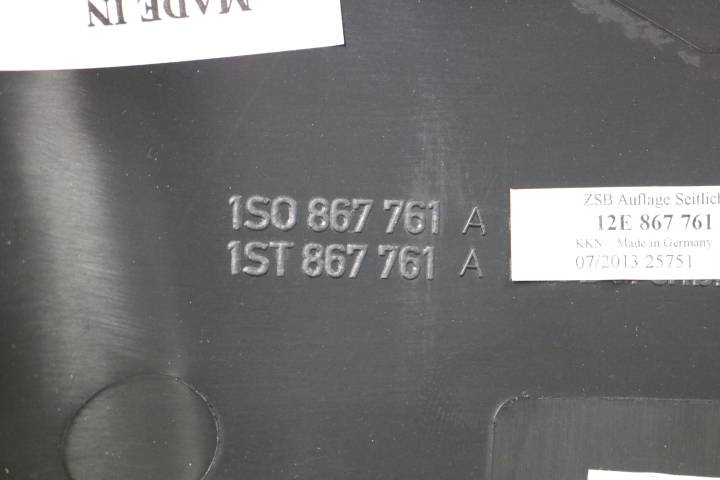 MADE IN
1S0 867 761 A
1ST 867 761 A
ZSB Auflage Seitlich
12E 867 761
KKN - Made in Germany
07/2013 25751